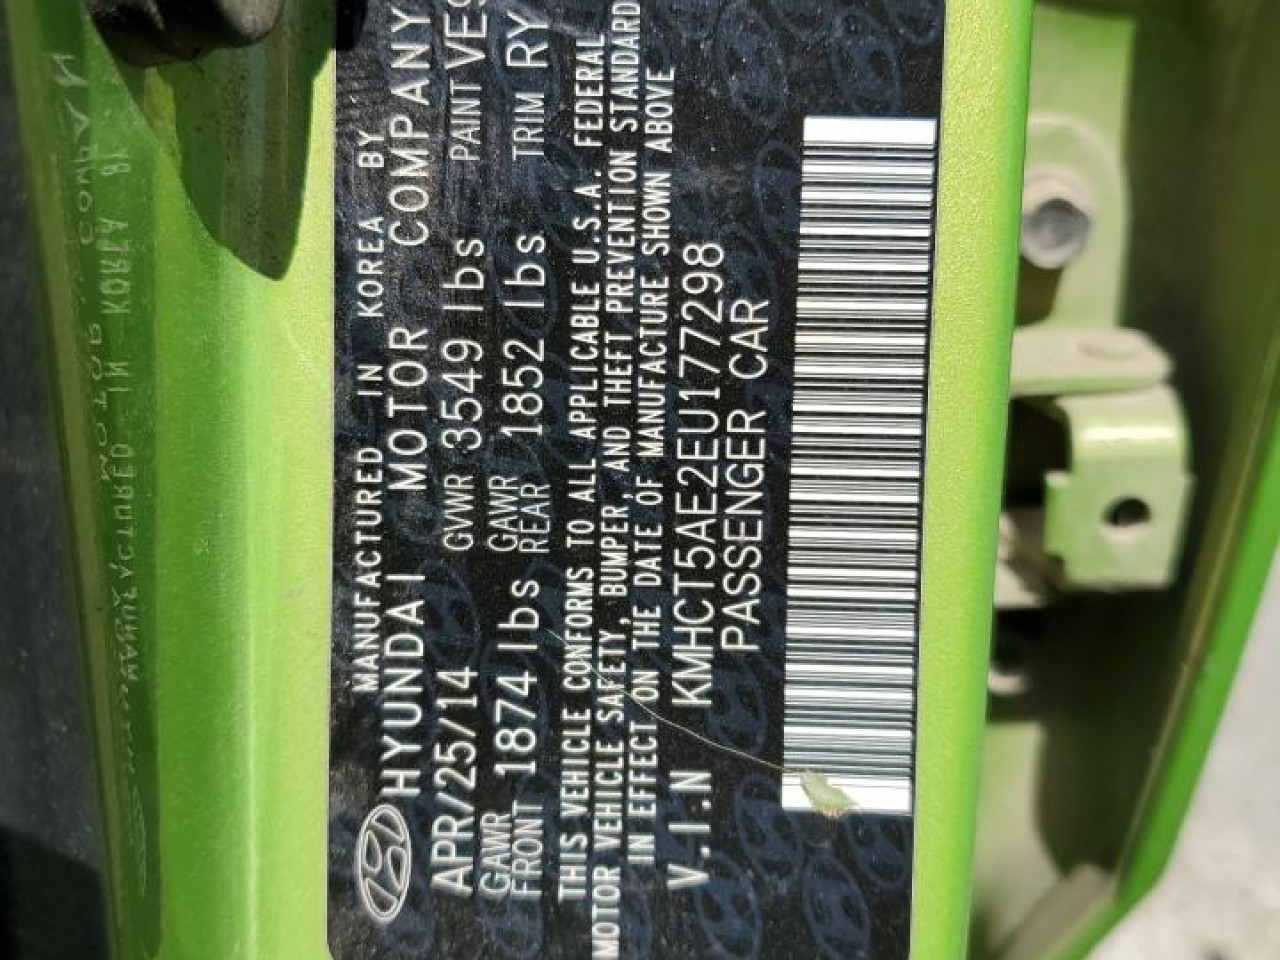 MANUFACTURED IN KOREA BY
HYUNDAI MOTOR COMPANY
APR/25/14 GVWR 3549 lbs PAINT
GAWR FRONT 1874 lbs GAWR REAR 1852 lbs TRIM RY
THIS VEHICLE CONFORMS TO ALL APPLICABLE U.S.A. FEDERAL
MOTOR VEHICLE SAFETY, BUMPER, AND THEFT PREVENTION STANDARD
IN EFFECT ON THE DATE OF MANUFACTURE SHOWN ABOVE
V.I.N KMHCT5AE2EU177298
PASSENGER CAR